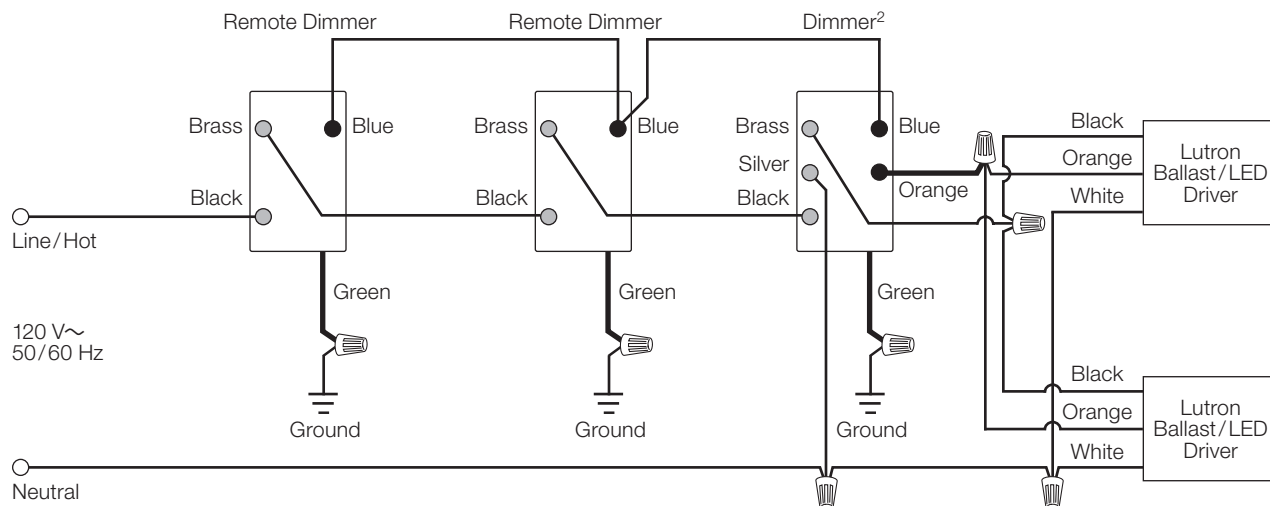 Remote Dimmer
Remote Dimmer
Dimmer2
Brass
Blue
Brass
Blue
Brass
Blue
Silver
Black
Black
Black
Orange
Black
Orange
White
Lutron
Ballast/LED
Driver
Line/Hot
Green
Green
Green
120 V~
50/60 Hz
Ground
Ground
Ground
Black
Orange
White
Lutron
Ballast/LED
Driver
Neutral